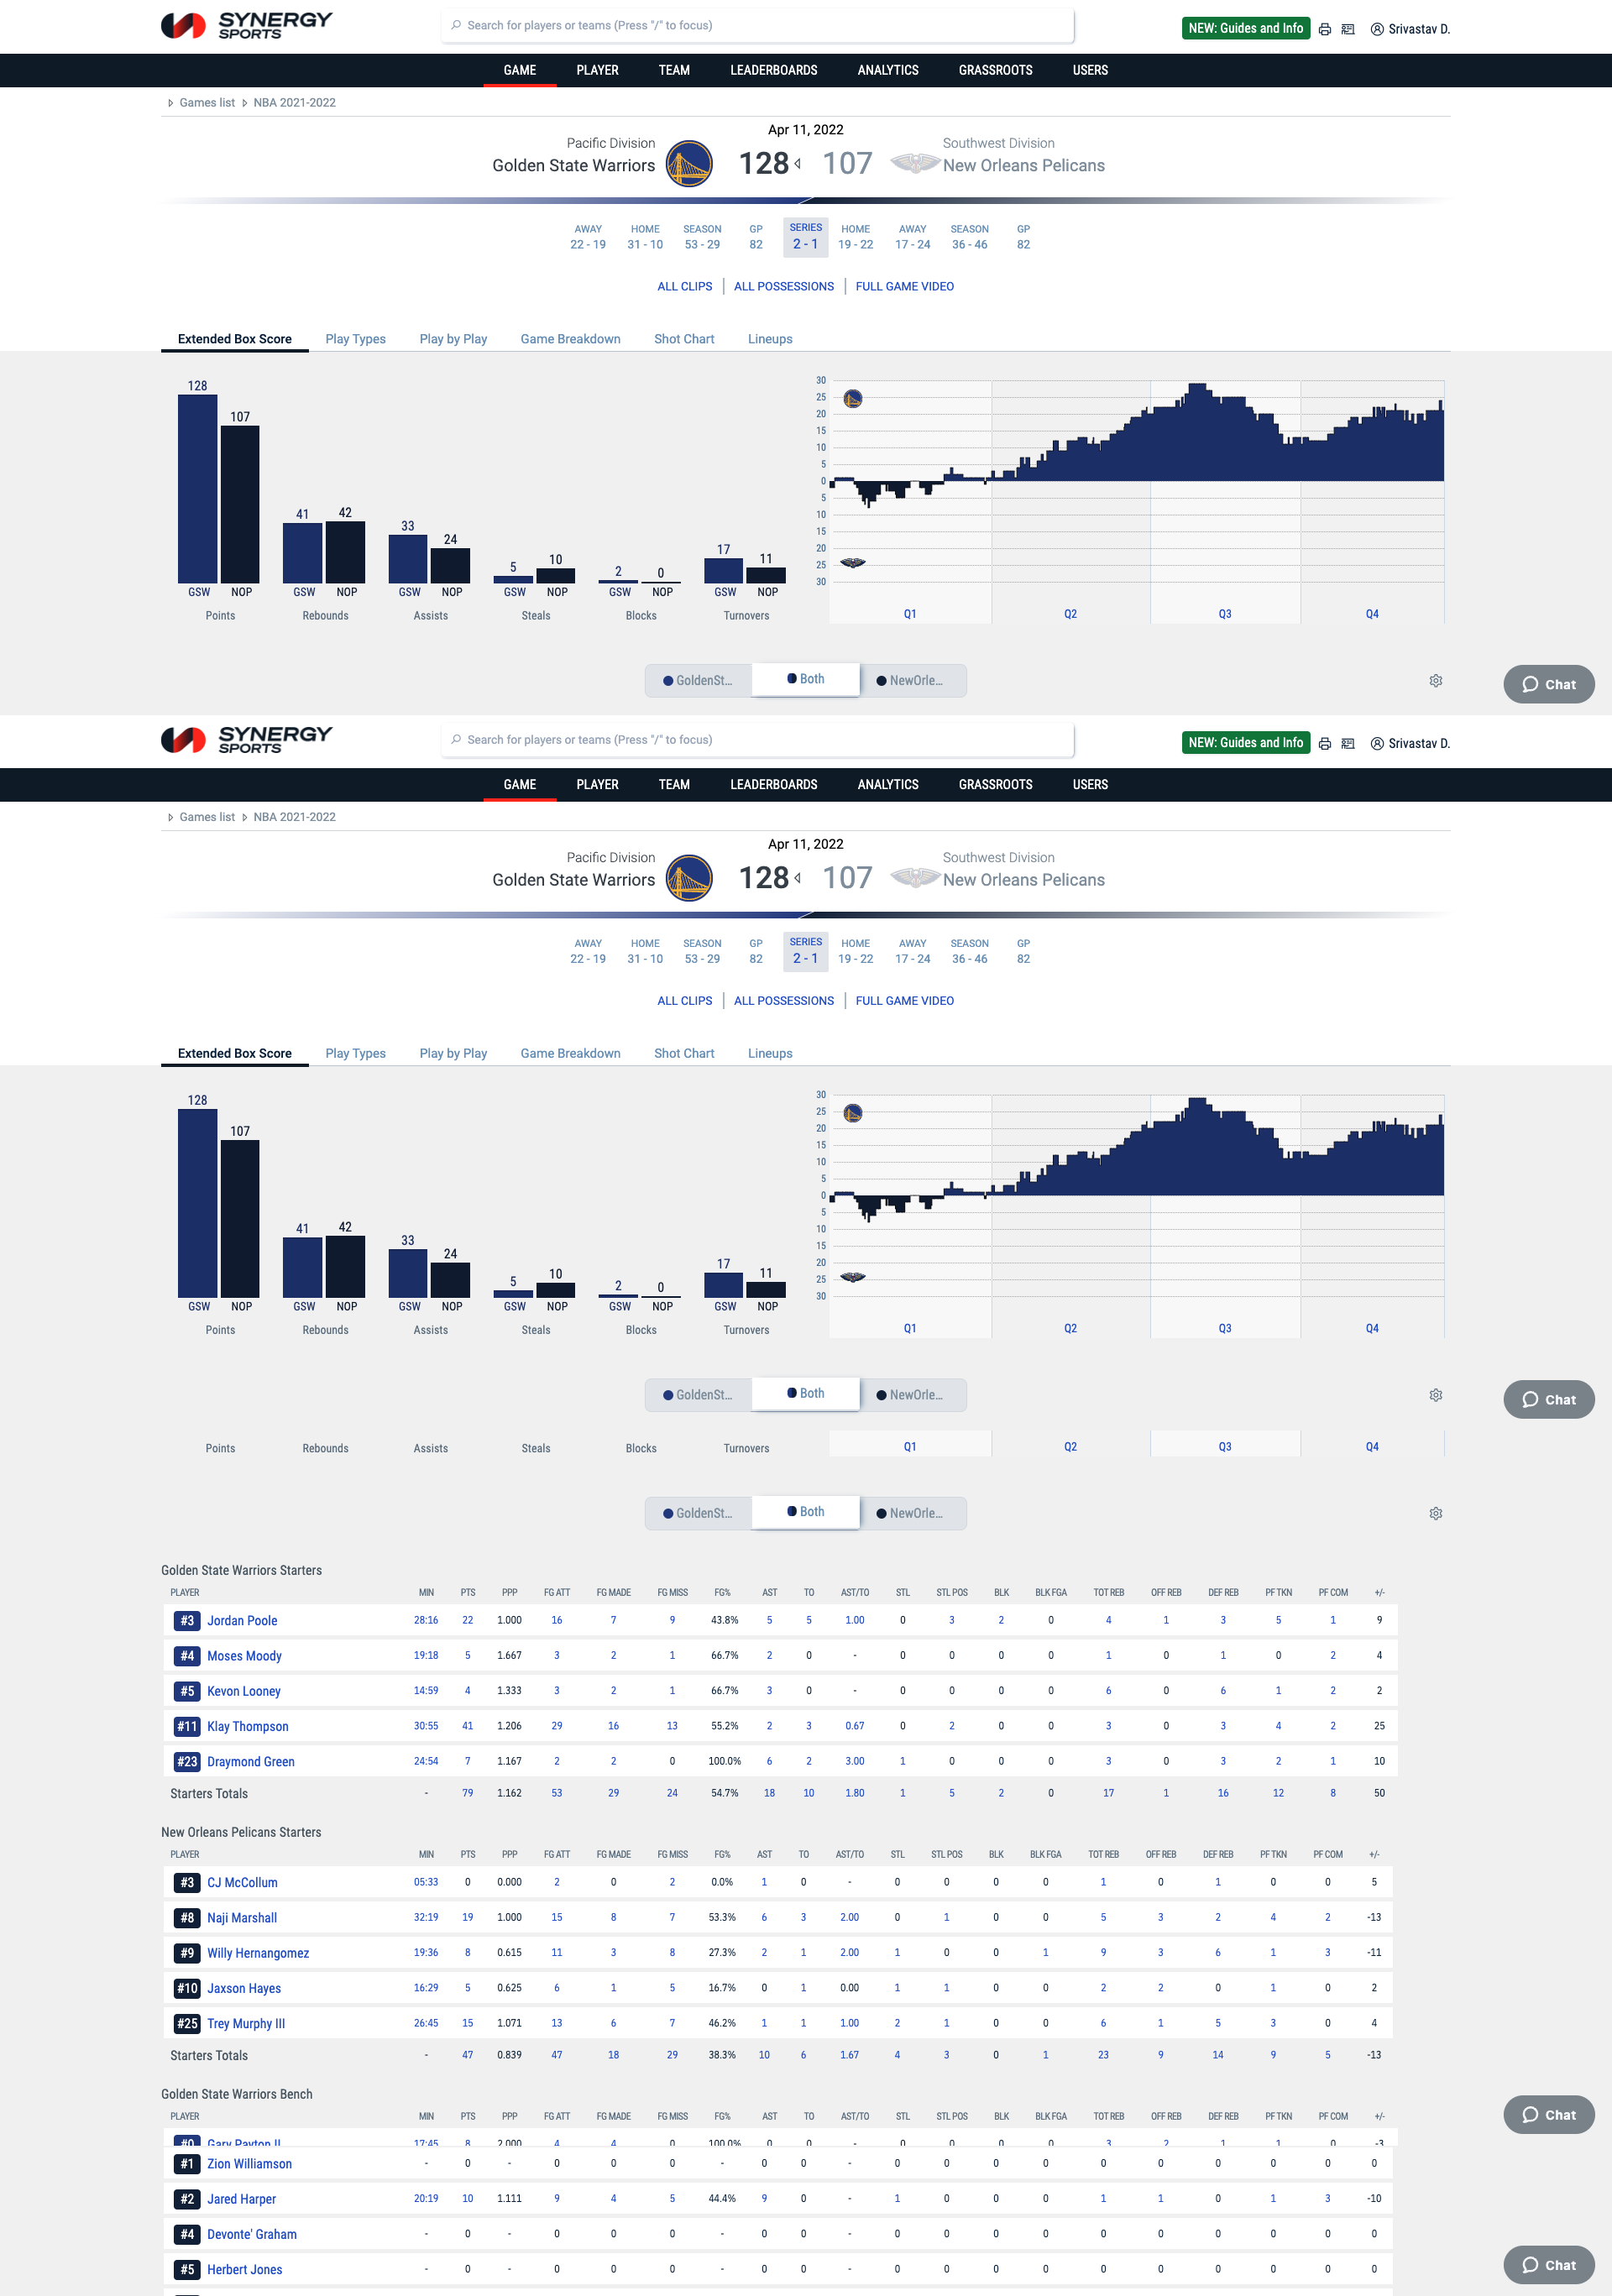 SYNERGY SPORTS
Search for players or teams (Press "/" to focus)
NEW: Guides and Info
Srivastav D.
GAME PLAYER TEAM LEADERBOARDS ANALYTICS GRASSROOTS USERS
Games list NBA 2021-2022
Apr 11, 2022
Pacific Division Southwest Division
Golden State Warriors 128 107 New Orleans Pelicans
AWAY HOME SEASON GP SERIES HOME AWAY SEASON GP
22 - 19 31 - 10 53 - 29 82 2 - 1 19 - 22 17 - 24 36 - 46 82
ALL CLIPS ALL POSSESSIONS FULL GAME VIDEO
Extended Box Score Play Types Play by Play Game Breakdown Shot Chart Lineups
128 107 41 42 33 24 5 10 2 0 17 11
GSW NOP GSW NOP GSW NOP GSW NOP GSW NOP GSW NOP
Points Rebounds Assists Steals Blocks Turnovers
30
25
20
15
10
5
0
5
10
15
20
25
30
Q1 Q2 Q3 Q4
GoldenSt... Both NewOrle...
Chat
SYNERGY SPORTS
Search for players or teams (Press "/" to focus)
NEW: Guides and Info
Srivastav D.
GAME PLAYER TEAM LEADERBOARDS ANALYTICS GRASSROOTS USERS
Games list NBA 2021-2022
Apr 11, 2022
Pacific Division Southwest Division
Golden State Warriors 128 107 New Orleans Pelicans
AWAY HOME SEASON GP SERIES HOME AWAY SEASON GP
22 - 19 31 - 10 53 - 29 82 2 - 1 19 - 22 17 - 24 36 - 46 82
ALL CLIPS ALL POSSESSIONS FULL GAME VIDEO
Extended Box Score Play Types Play by Play Game Breakdown Shot Chart Lineups
128 107 41 42 33 24 5 10 2 0 17 11
GSW NOP GSW NOP GSW NOP GSW NOP GSW NOP GSW NOP
Points Rebounds Assists Steals Blocks Turnovers
30
25
20
15
10
5
0
5
10
15
20
25
30
Q1 Q2 Q3 Q4
GoldenSt... Both NewOrle...
Chat
Points Rebounds Assists Steals Blocks Turnovers Q1 Q2 Q3 Q4
GoldenSt... Both NewOrle...
Golden State Warriors Starters
PLAYER MIN PTS PPP FG ATT FG MADE FG MISS FG% AST TO AST/TO STL STL POS BLK BLK FGA TOT REB OFF REB DEF REB PF TKN PF COM +/-
#3 Jordan Poole 28:16 22 1.000 16 7 9 43.8% 5 5 1.00 0 3 2 0 4 1 3 5 1 9
#4 Moses Moody 19:18 5 1.667 3 2 1 66.7% 2 0 - 0 0 0 0 1 0 1 0 2 4
#5 Kevon Looney 14:59 4 1.333 3 2 1 66.7% 3 0 - 0 0 0 0 6 0 6 1 2 2
#11 Klay Thompson 30:55 41 1.206 29 16 13 55.2% 2 3 0.67 0 2 0 0 3 0 3 4 2 25
#23 Draymond Green 24:54 7 1.167 2 2 0 100.0% 6 2 3.00 1 0 0 0 3 0 3 2 1 10
Starters Totals - 79 1.162 53 29 24 54.7% 18 10 1.80 1 5 2 0 17 1 16 12 8 50
New Orleans Pelicans Starters
PLAYER MIN PTS PPP FG ATT FG MADE FG MISS FG% AST TO AST/TO STL STL POS BLK BLK FGA TOT REB OFF REB DEF REB PF TKN PF COM +/-
#3 CJ McCollum 05:33 0 0.000 2 0 2 0.0% 1 0 - 0 0 0 0 1 0 1 0 0 5
#8 Naji Marshall 32:19 19 1.000 15 8 7 53.3% 6 3 2.00 0 1 0 0 5 3 2 4 2 -13
#9 Willy Hernangomez 19:36 8 0.615 11 3 8 27.3% 2 1 2.00 1 0 0 1 9 3 6 1 3 -11
#10 Jaxson Hayes 16:29 5 0.625 6 1 5 16.7% 0 1 0.00 1 1 0 0 2 2 0 1 0 2
#25 Trey Murphy III 26:45 15 1.071 13 6 7 46.2% 1 1 1.00 2 1 0 0 6 1 5 3 0 4
Starters Totals - 47 0.839 47 18 29 38.3% 10 6 1.67 4 3 0 1 23 9 14 9 5 -13
Golden State Warriors Bench
Chat
PLAYER MIN PTS PPP FG ATT FG MADE FG MISS FG% AST TO AST/TO STL STL POS BLK BLK FGA TOT REB OFF REB DEF REB PF TKN PF COM +/-
#0 Gary Payton II 17:45 8 2.000 4 4 0 100.0% 0 0 - 0 0 0 0 3 2 1 1 0 -3
#1 Zion Williamson - 0 - 0 0 0 - 0 0 - 0 0 0 0 0 0 0 0 0 0
#2 Jared Harper 20:19 10 1.111 9 4 5 44.4% 9 0 - 1 0 0 0 1 1 0 1 3 -10
#4 Devonte' Graham - 0 - 0 0 0 - 0 0 - 0 0 0 0 0 0 0 0 0 0
#5 Herbert Jones - 0 - 0 0 0 - 0 0 - 0 0 0 0 0 0 0 0 0 0
Chat